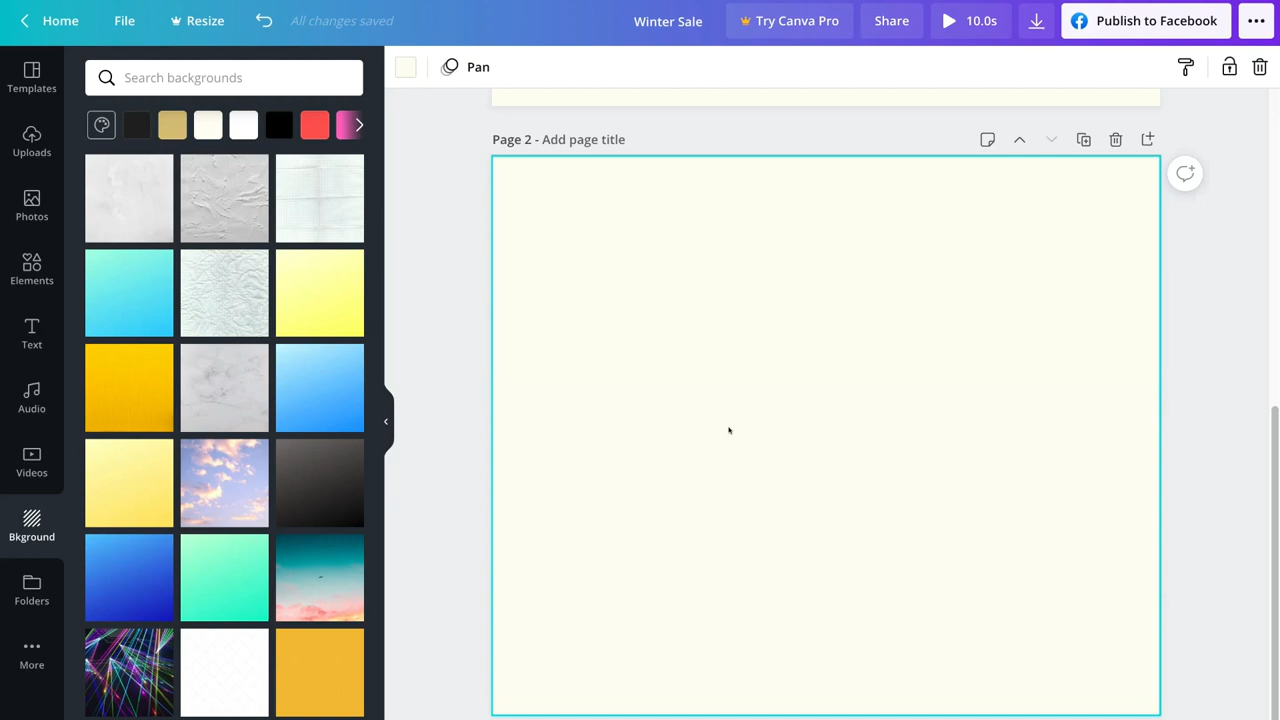 Home
File
Resize
All changes saved
Winter Sale
Try Canva Pro
Share
10.0s
Publish to Facebook
Templates
Uploads
Photos
Elements
Text
Audio
Videos
Bkground
Folders
More
Search backgrounds
Pan
Page 2 - Add page title